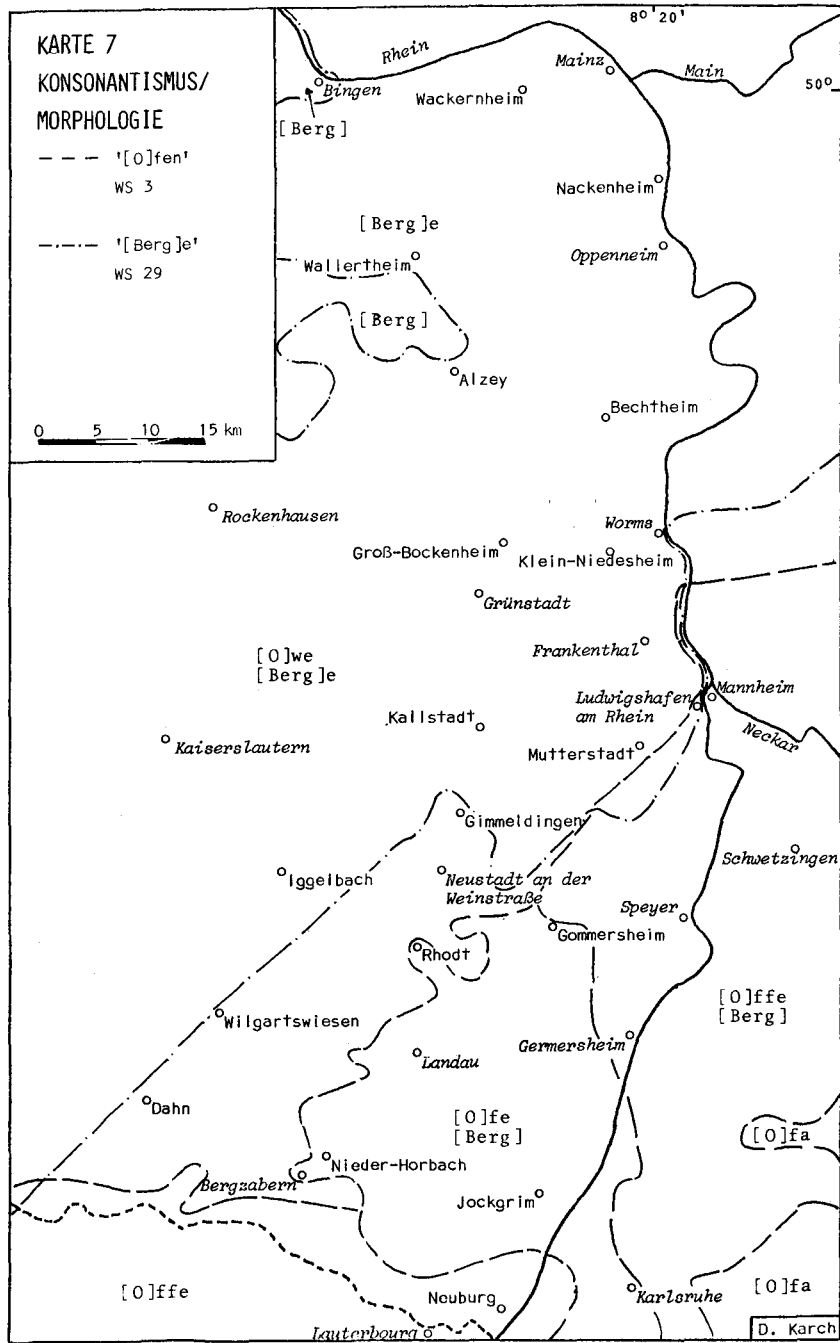 KARTE 7
KONSONANTISMUS/
MORPHOLOGIE
'[O]fen'
WS 3
'[Berg]e'
WS 29
0 5 10 15 km
8° 20'
50°
Rhein
Mainz
Main
Bingen
Wackernheim
[Berg]
Nackenheim
[Berg]e
Wallertheim
Oppenneim
[Berg]
Alzey
Bechtheim
Rockenhausen
Worms
Groß-Bockenheim
Klein-Niedesheim
Grünstadt
[O]we
[Berg]e
Frankenthal
Mannheim
Ludwigshafen
am Rhein
Neckar
Kallstadt
Kaiserslautern
Mutterstadt
Gimmeldingen
Schwetzingen
Iggelbach
Neustadt an der
Weinstraße
Speyer
Gommersheim
Rhodt
[O]ffe
[Berg]
Wilgartswiesen
Germersheim
Landau
Dahn
[O]fe
[Berg]
[O]fa
Nieder-Horbach
Bergzabern
Jockgrim
[O]ffe
Neuburg
Karlsruhe
[O]fa
Lauterbourg
D. Karch